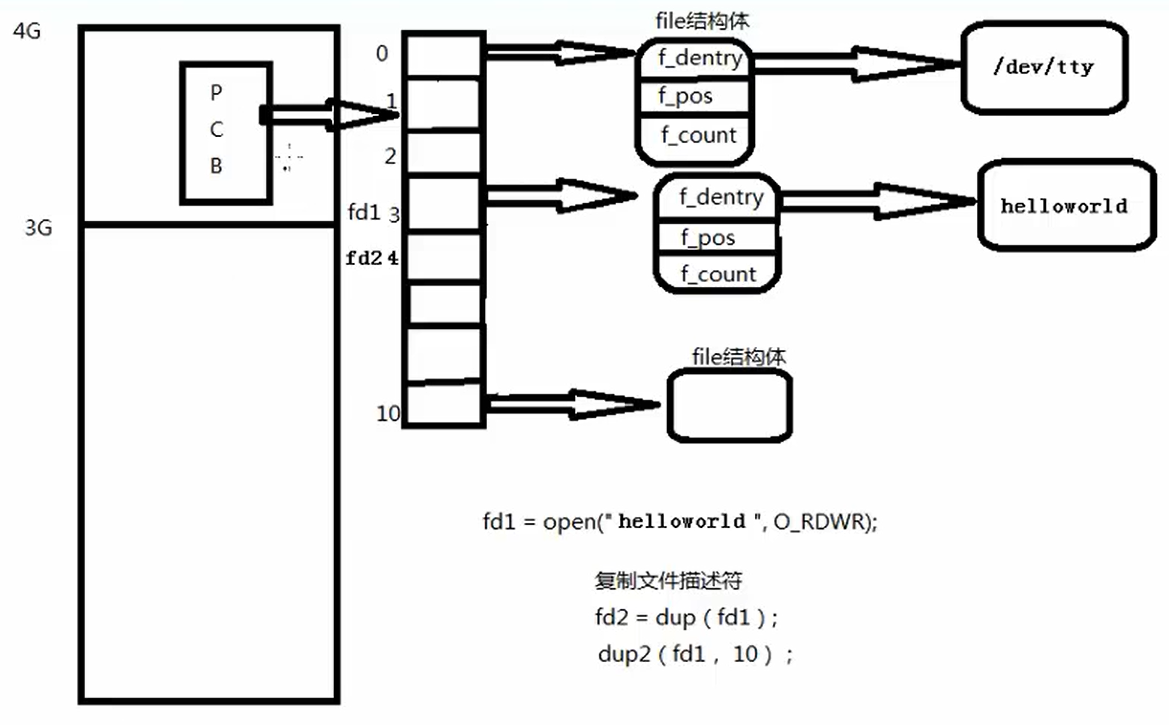 4G
3G
P
C
B
0
1
2
fd1 3
fd2 4
10
file结构体
f_dentry
f_pos
f_count
/dev/tty
f_dentry
f_pos
f_count
helloworld
file结构体
fd1 = open(" helloworld ", O_RDWR);
复制文件描述符
fd2 = dup ( fd1 ) ;
dup2 ( fd1 , 10 ) ;